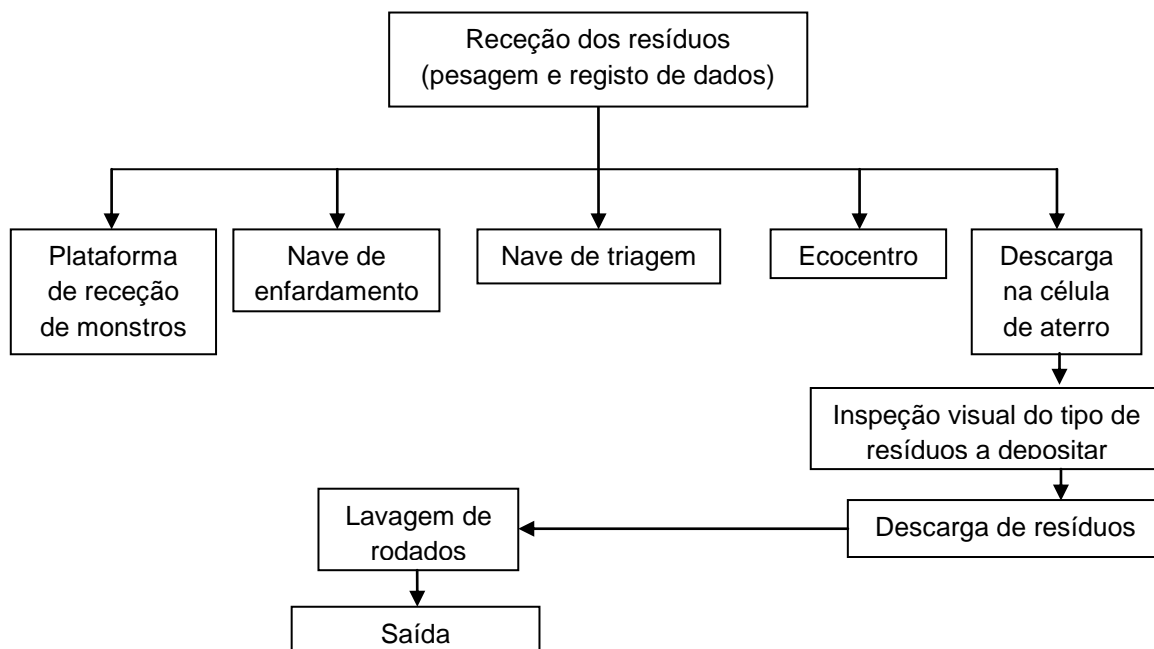 Receção dos resíduos
(pesagem e registo de dados)
Plataforma
de receção
de monstros
Nave de
enfardamento
Nave de triagem
Ecocentro
Descarga
na célula
de aterro
Inspeção visual do tipo de
resíduos a depositar
Descarga de resíduos
Lavagem de
rodados
Saída